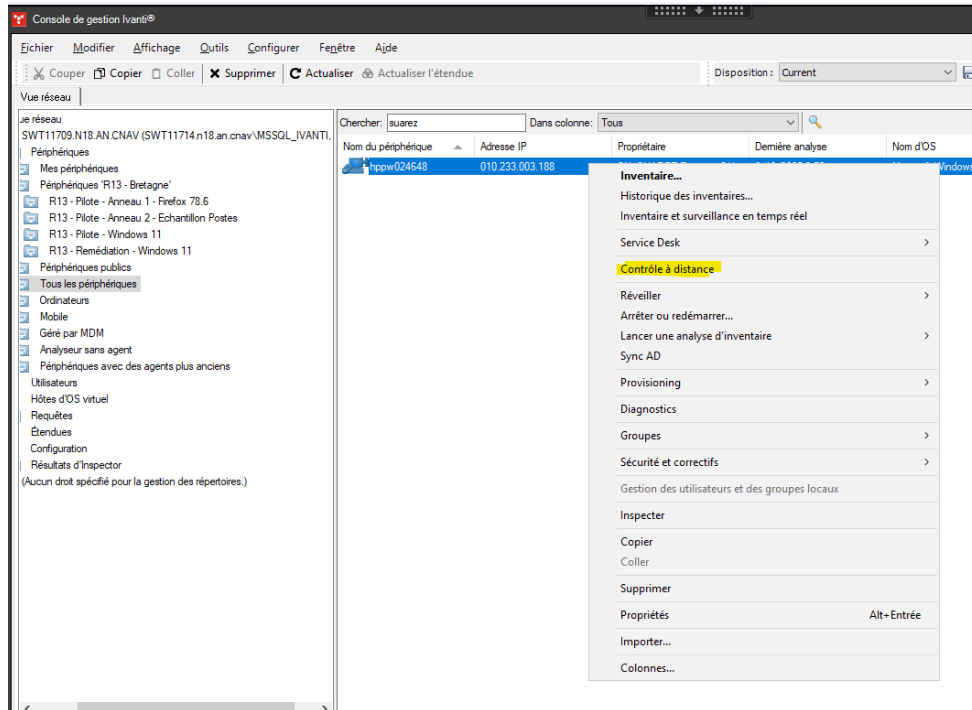 Console de gestion Ivanti®
Fichier Modifier Affichage Outils Configurer Fenêtre Aide
Couper Copier Coller Supprimer Actualiser Actualiser l'étendue Disposition : Current
Vue réseau
ue réseau
SWT11709.N18.AN.CNAV (SWT11714.n18.an.cnav\MSSQL_IVANTI,
Périphériques
Mes périphériques
Périphériques 'R13 - Bretagne'
R13 - Pilote - Anneau 1 - Firefox 78.6
R13 - Pilote - Anneau 2 - Echantillon Postes
R13 - Pilote - Windows 11
R13 - Remédiation - Windows 11
Périphériques publics
Tous les périphériques
Ordinateurs
Mobile
Géré par MDM
Analyseur sans agent
Périphériques avec des agents plus anciens
Utilisateurs
Hôtes d'OS virtuel
Requêtes
Étendues
Configuration
Résultats d'Inspector
(Aucun droit spécifié pour la gestion des répertoires.)
Chercher: suarez Dans colonne: Tous
Nom du périphérique Adresse IP Propriétaire Dernière analyse Nom d'OS
hppw024648 010.233.003.188 Windows
Inventaire...
Historique des inventaires...
Inventaire et surveillance en temps réel
Service Desk
Contrôle à distance
Réveiller
Arrêter ou redémarrer...
Lancer une analyse d'inventaire
Sync AD
Provisioning
Diagnostics
Groupes
Sécurité et correctifs
Gestion des utilisateurs et des groupes locaux
Inspecter
Copier
Coller
Supprimer
Propriétés Alt+Entrée
Importer...
Colonnes...